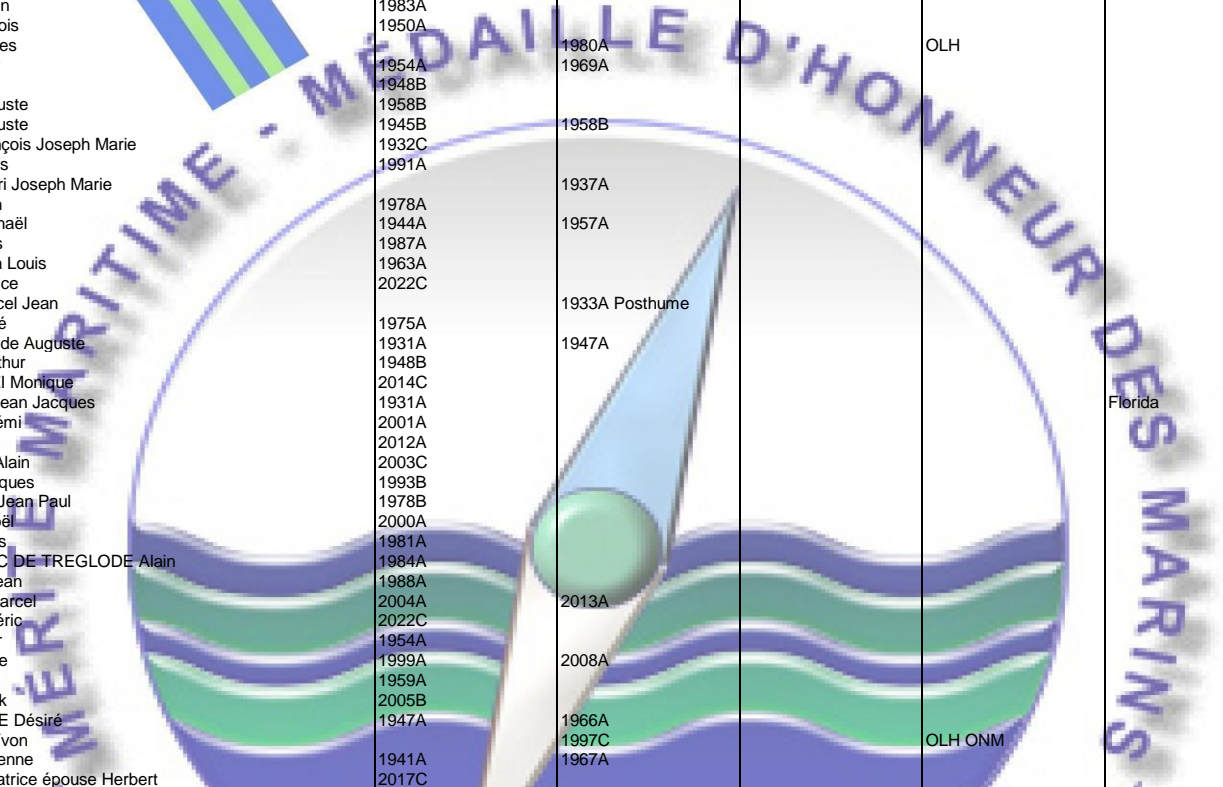 MÉRITE MARITIME - MÉDAILLE D'HONNEUR DES MARINS -
n 1983A
ois 1950A
es 1980A OLH
1954A 1969A
1948B
uste 1958B
uste 1945B 1958B
çois Joseph Marie 1932C
s 1991A
ri Joseph Marie 1937A
1978A
haël 1944A 1957A
s 1987A
Louis 1963A
ce 2022C
cel Jean 1933A Posthume
é 1975A
de Auguste 1931A 1947A
thur 1948B
l Monique 2014C
ean Jacques 1931A Florida
émi 2001A
2012A
Alain 2003C
ques 1993B
Jean Paul 1978B
oël 2000A
s 1981A
C DE TREGLODE Alain 1984A
ean 1988A
arcel 2004A 2013A
éric 2022C
1954A
e 1999A 2008A
1959A
k 2005B
E Désiré 1947A 1966A
von 1997C OLH ONM
enne 1941A 1967A
atrice épouse Herbert 2017C